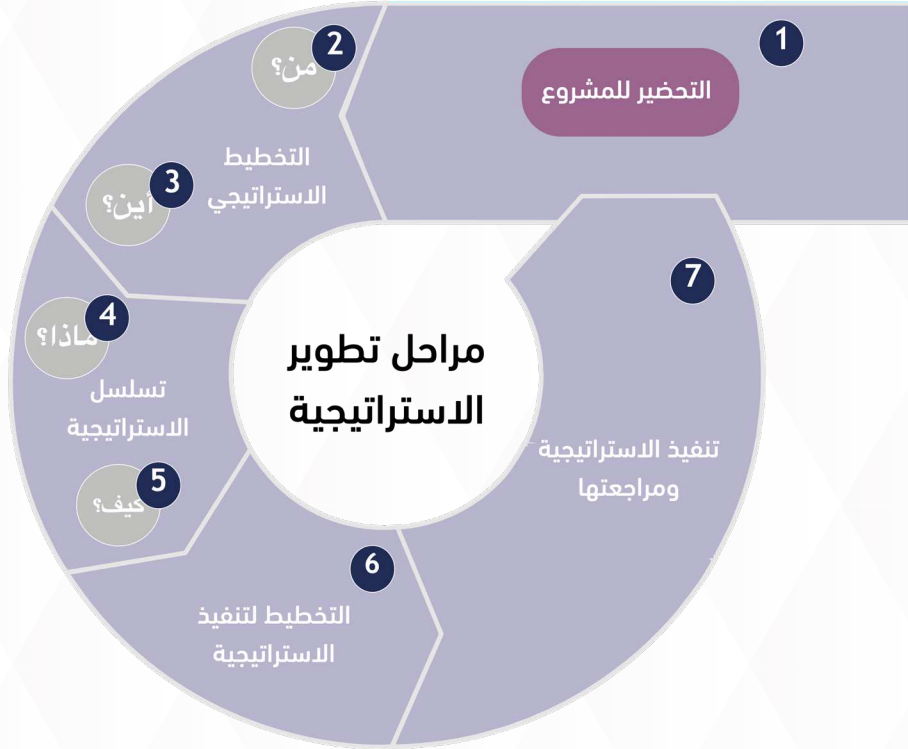 1
التحضير للمشروع
2
من؟
التخطيط
الاستراتيجي
3
أين؟
4
ماذا؟
تسلسل
الاستراتيجية
5
كيف؟
6
التخطيط لتنفيذ
الاستراتيجية
7
تنفيذ الاستراتيجية
ومراجعتها
مراحل تطوير
الاستراتيجية